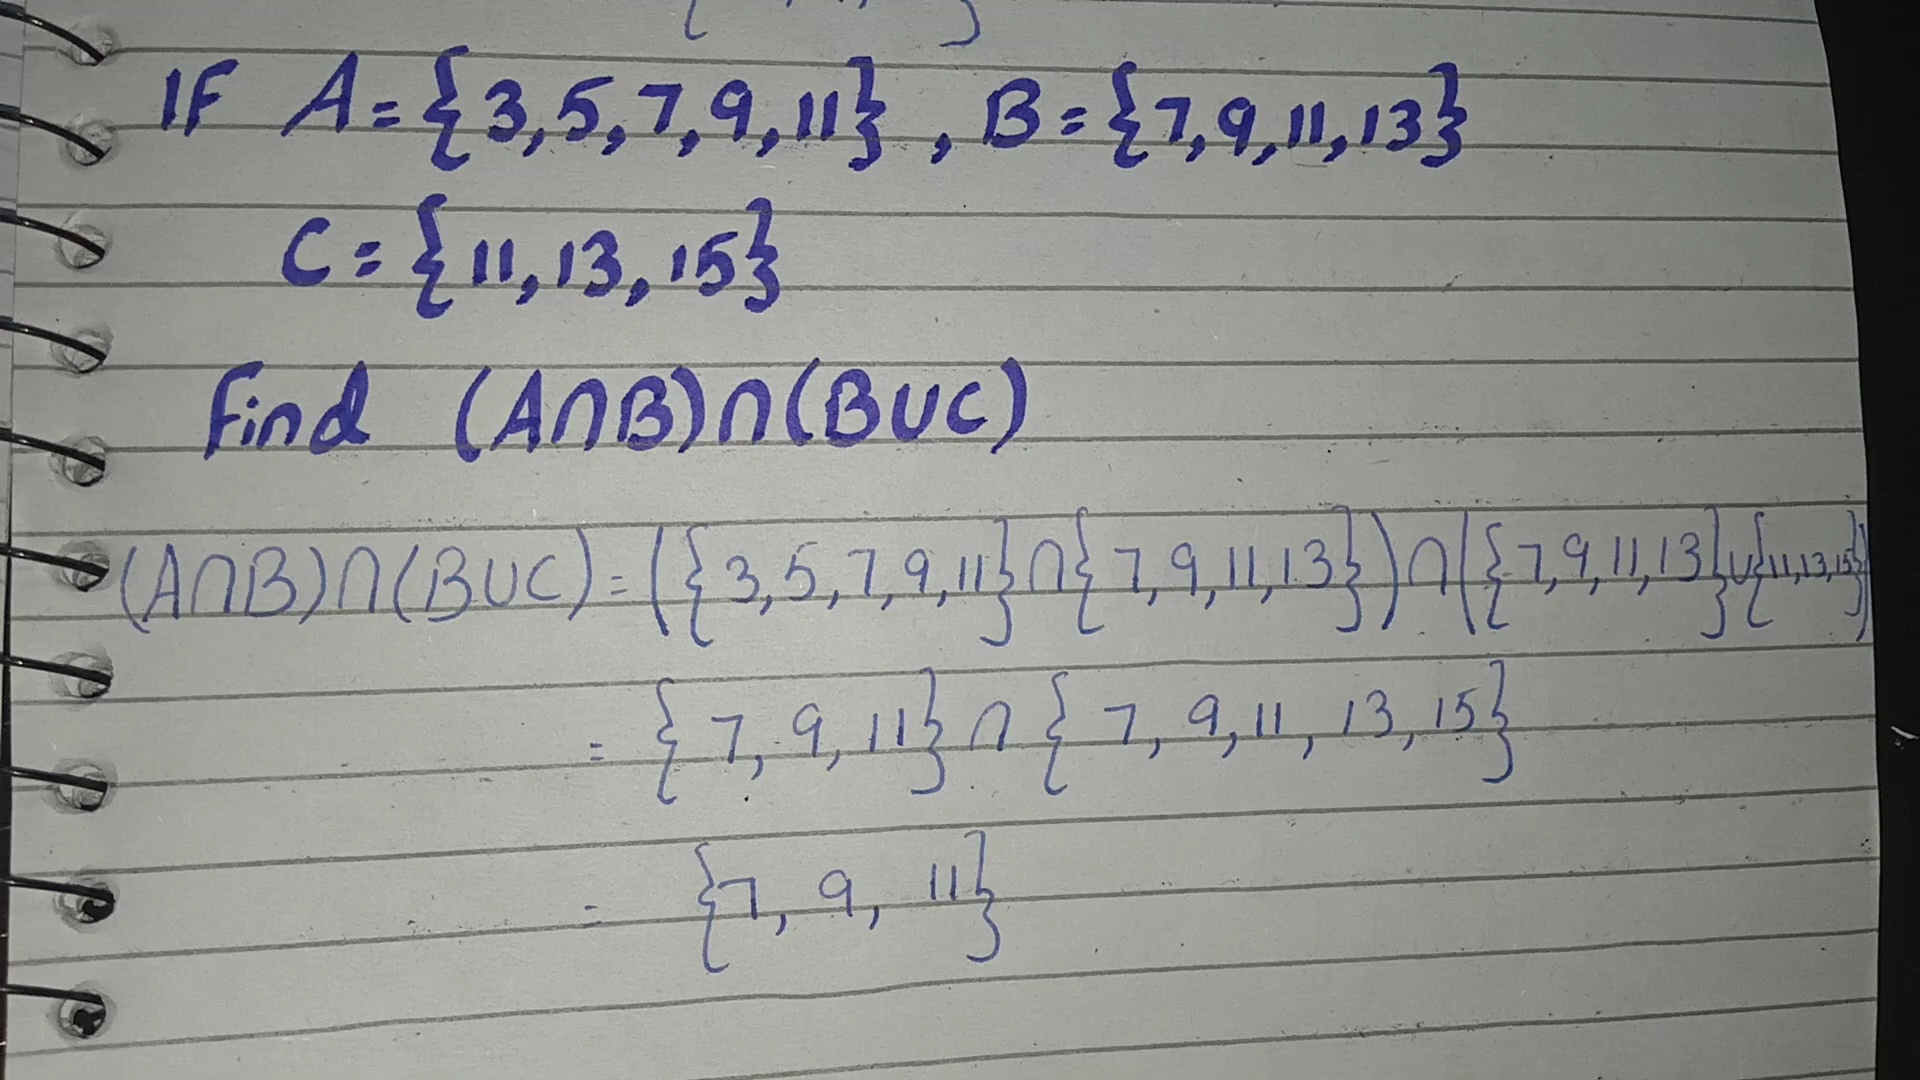 IF A = {3, 5, 7, 9, 11} , B = {7, 9, 11, 13}
C = {11, 13, 15}
Find (A∩B)∩(B∪C)
(A∩B)∩(B∪C) = ({3, 5, 7, 9, 11}∩{7, 9, 11, 13})∩({7, 9, 11, 13}∪{11, 13, 15})
= {7, 9, 11}∩{7, 9, 11, 13, 15}
= {7, 9, 11}